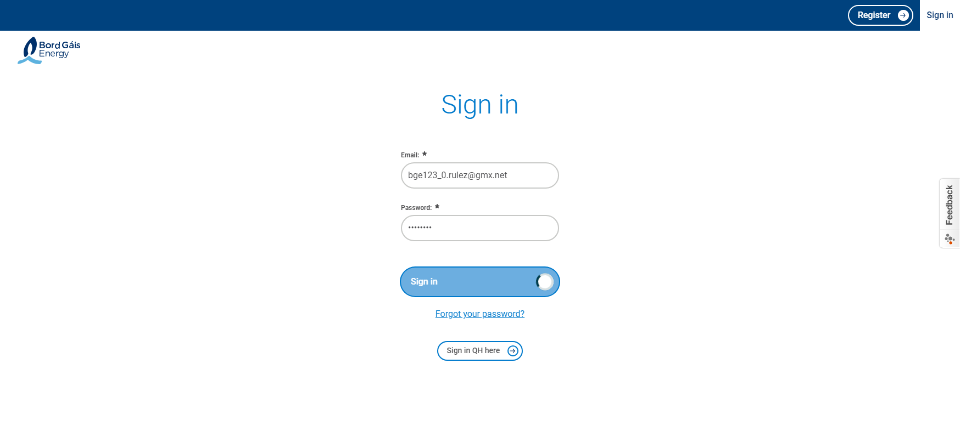 Register
Sign in
Bord Gáis
Energy
Sign in
Email: *
bge123_0.rulez@gmx.net
Password: *
••••••••
Sign in
Forgot your password?
Sign in QH here
Feedback